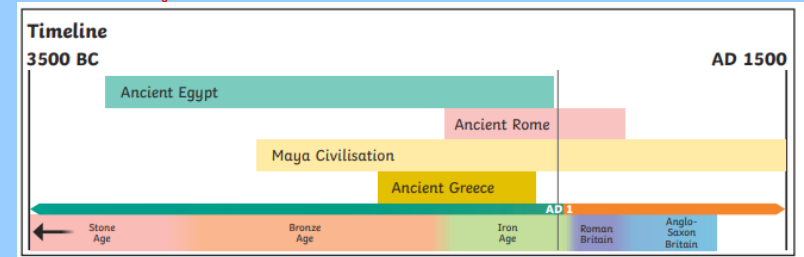 Timeline
3500 BC AD 1500
Ancient Egypt
Ancient Rome
Maya Civilisation
Ancient Greece
AD 1
Stone
Age
Bronze
Age
Iron
Age
Roman
Britain
Anglo-
Saxon
Britain